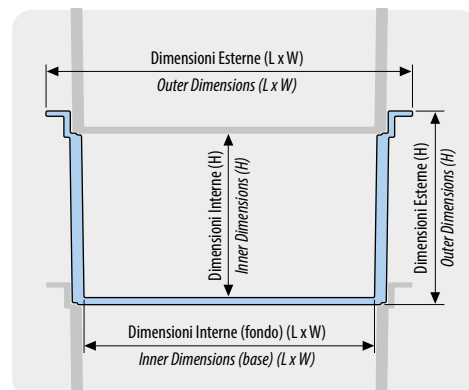 Dimensioni Esterne (L x W)
Outer Dimensions (L x W)
Dimensioni Interne (H)
Inner Dimensions (H)
Dimensioni Esterne (H)
Outer Dimensions (H)
Dimensioni Interne (fondo) (L x W)
Inner Dimensions (base) (L x W)